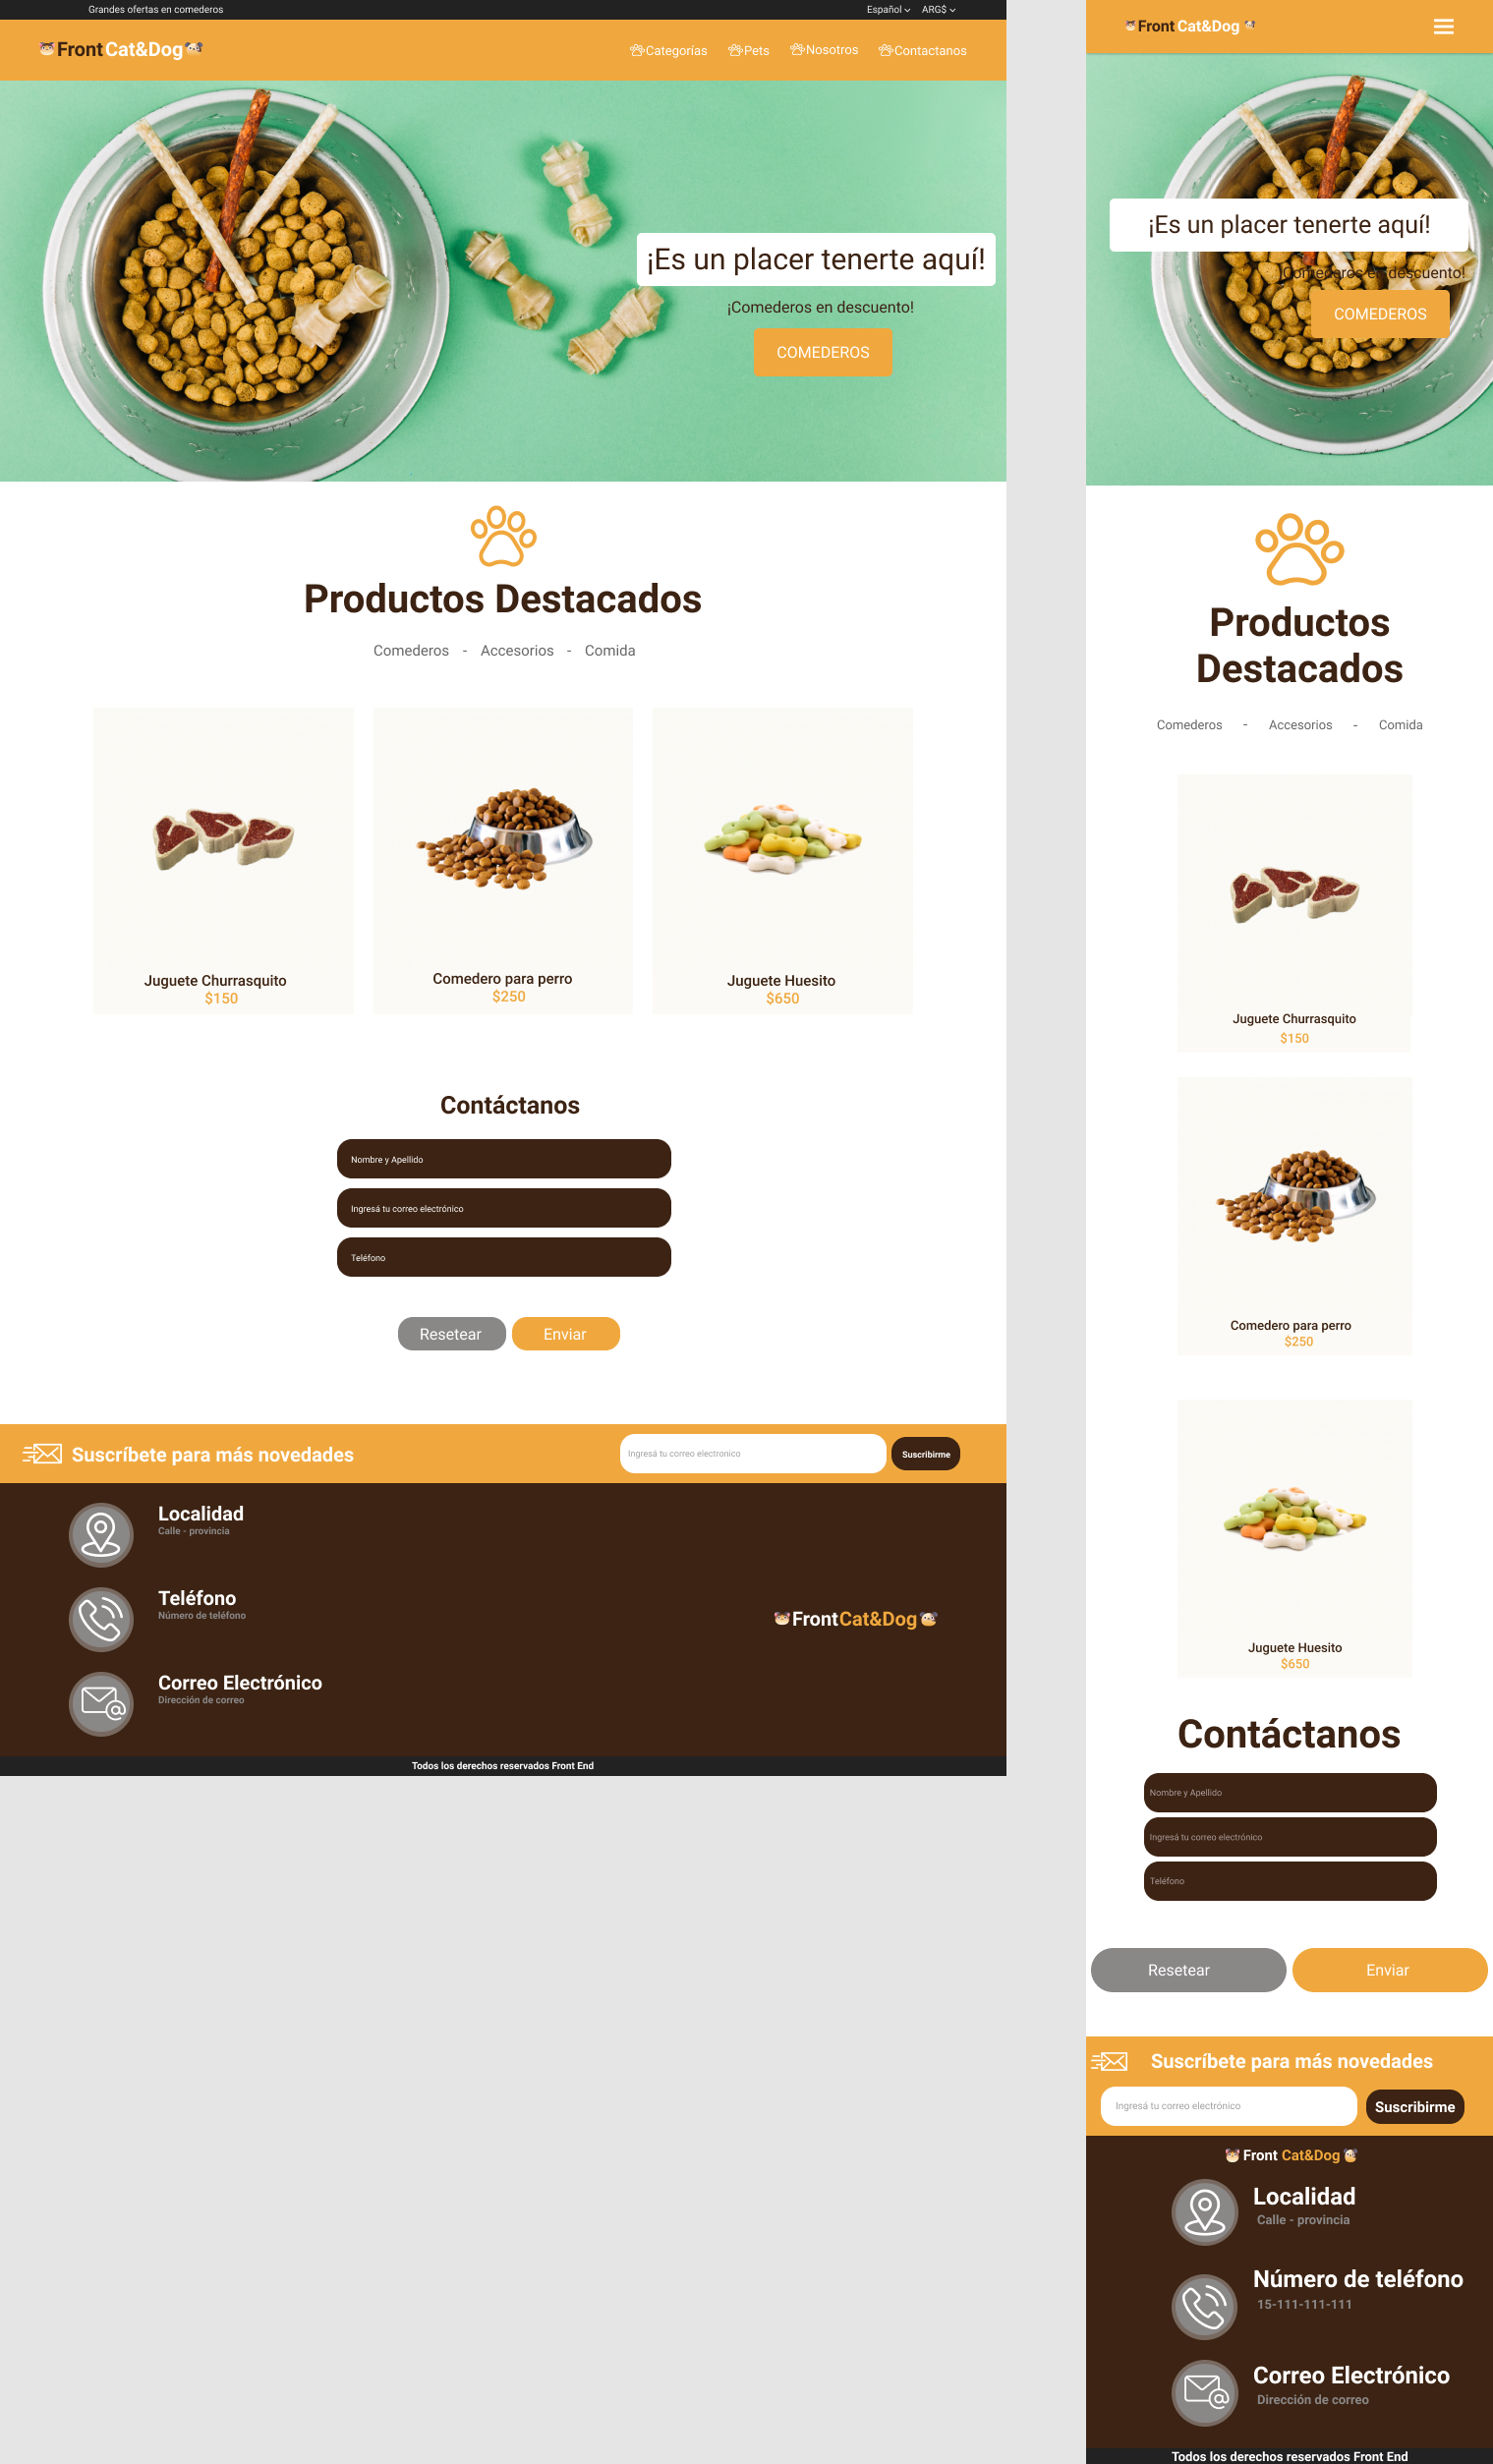 Grandes ofertas en comederos
Español ARG$
Front Cat&Dog
Categorías Pets Nosotros Contactanos
¡Es un placer tenerte aquí!
¡Comederos en descuento!
COMEDEROS
Productos Destacados
Comederos - Accesorios - Comida
Juguete Churrasquito
$150
Comedero para perro
$250
Juguete Huesito
$650
Contáctanos
Nombre y Apellido
Ingresá tu correo electrónico
Teléfono
Resetear Enviar
Suscríbete para más novedades
Ingresá tu correo electronico
Suscribirme
Localidad
Calle - provincia
Teléfono
Número de teléfono
Correo Electrónico
Dirección de correo
FrontCat&Dog
Todos los derechos reservados Front End
Front Cat&Dog
¡Es un placer tenerte aquí!
¡Comederos en descuento!
COMEDEROS
Productos
Destacados
Comederos - Accesorios - Comida
Juguete Churrasquito
$150
Comedero para perro
$250
Juguete Huesito
$650
Contáctanos
Nombre y Apellido
Ingresá tu correo electrónico
Teléfono
Resetear Enviar
Suscríbete para más novedades
Ingresá tu correo electrónico
Suscribirme
Front Cat&Dog
Localidad
Calle - provincia
Número de teléfono
15-111-111-111
Correo Electrónico
Dirección de correo
Todos los derechos reservados Front End